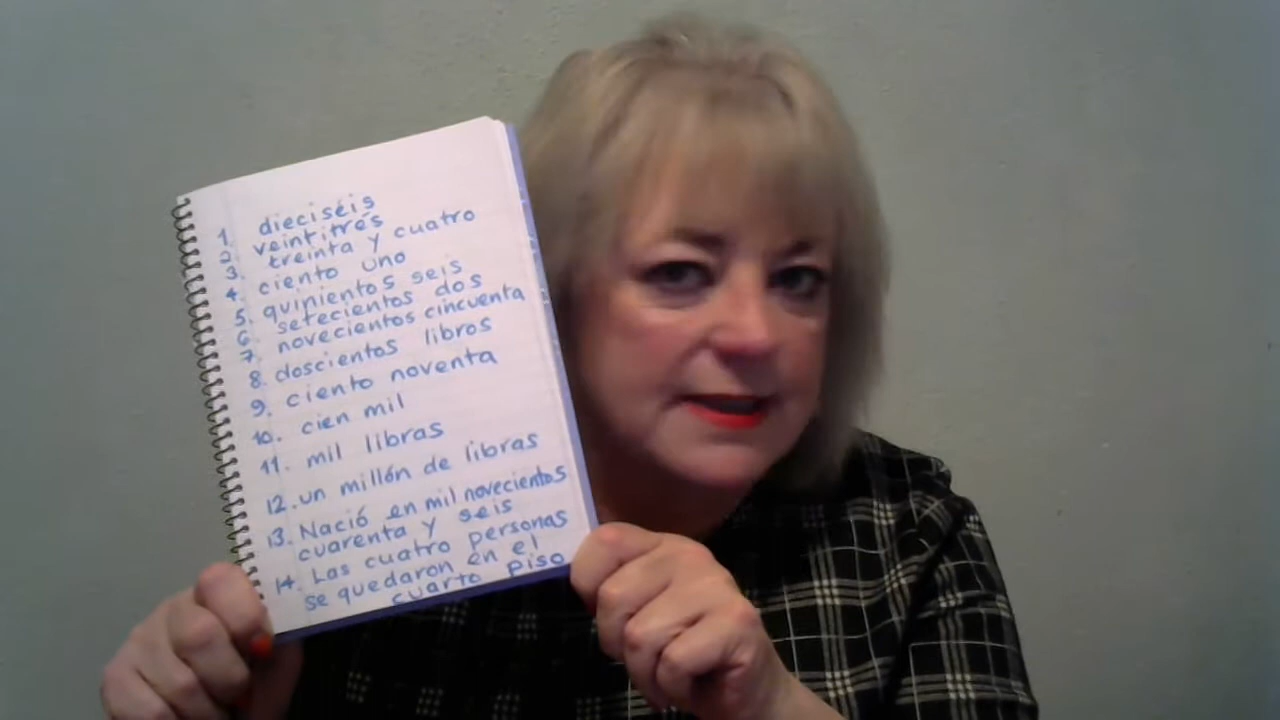 1. dieciséis
2. veintitrés
3. treinta y cuatro
4. ciento uno
5. quinientos seis
6. setecientos dos
7. novecientos cincuenta
8. doscientos libros
9. ciento noventa
10. cien mil
11. mil libras
12. un millón de libras
13. Nació en mil novecientos
cuarenta y seis
14. Las cuatro personas
se quedaron en el
cuarto piso